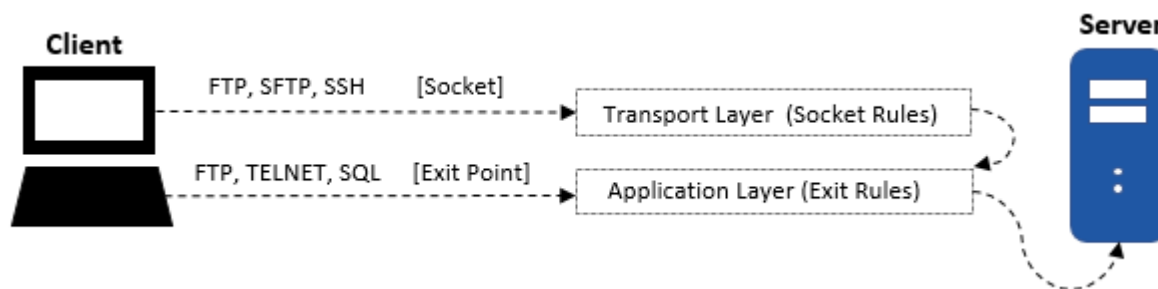 Client
Server
FTP, SFTP, SSH [Socket]
Transport Layer (Socket Rules)
FTP, TELNET, SQL [Exit Point]
Application Layer (Exit Rules)